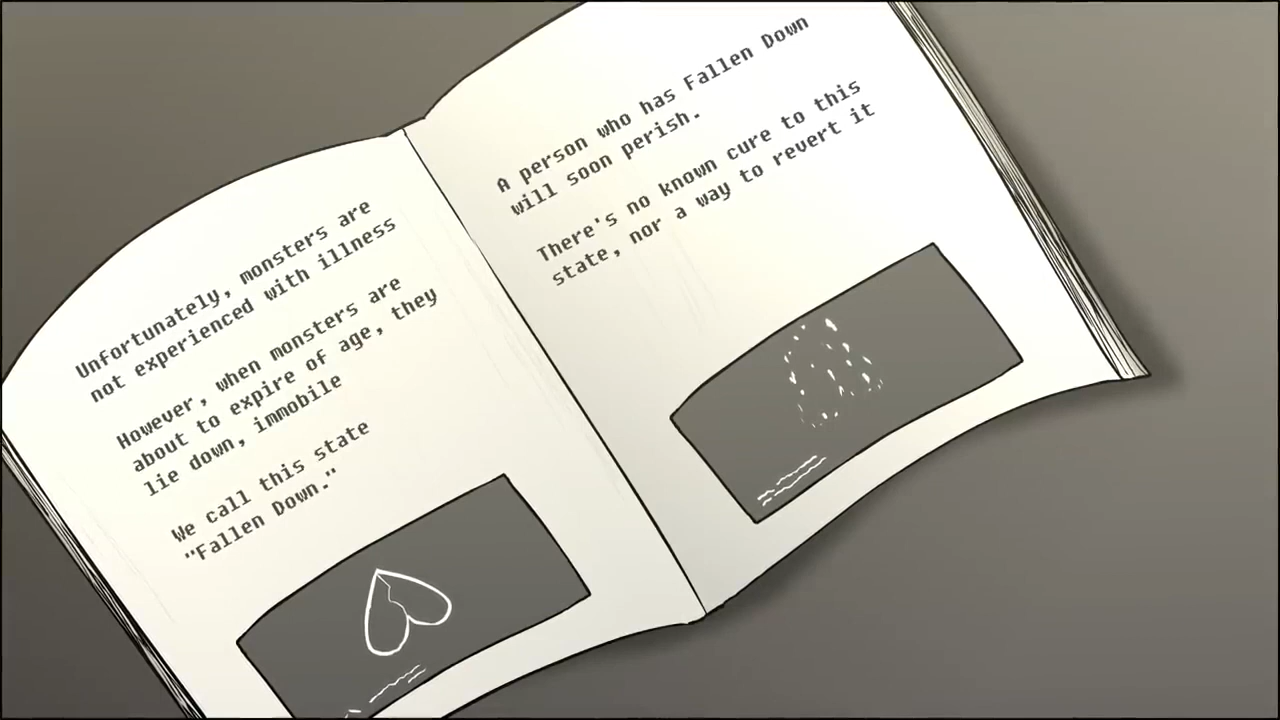 Unfortunately, monsters are
not experienced with illness
However, when monsters are
about to expire of age, they
lie down, immobile
We call this state
"Fallen Down."
A person who has Fallen Down
will soon perish.
There's no known cure to this
state, nor a way to revert it